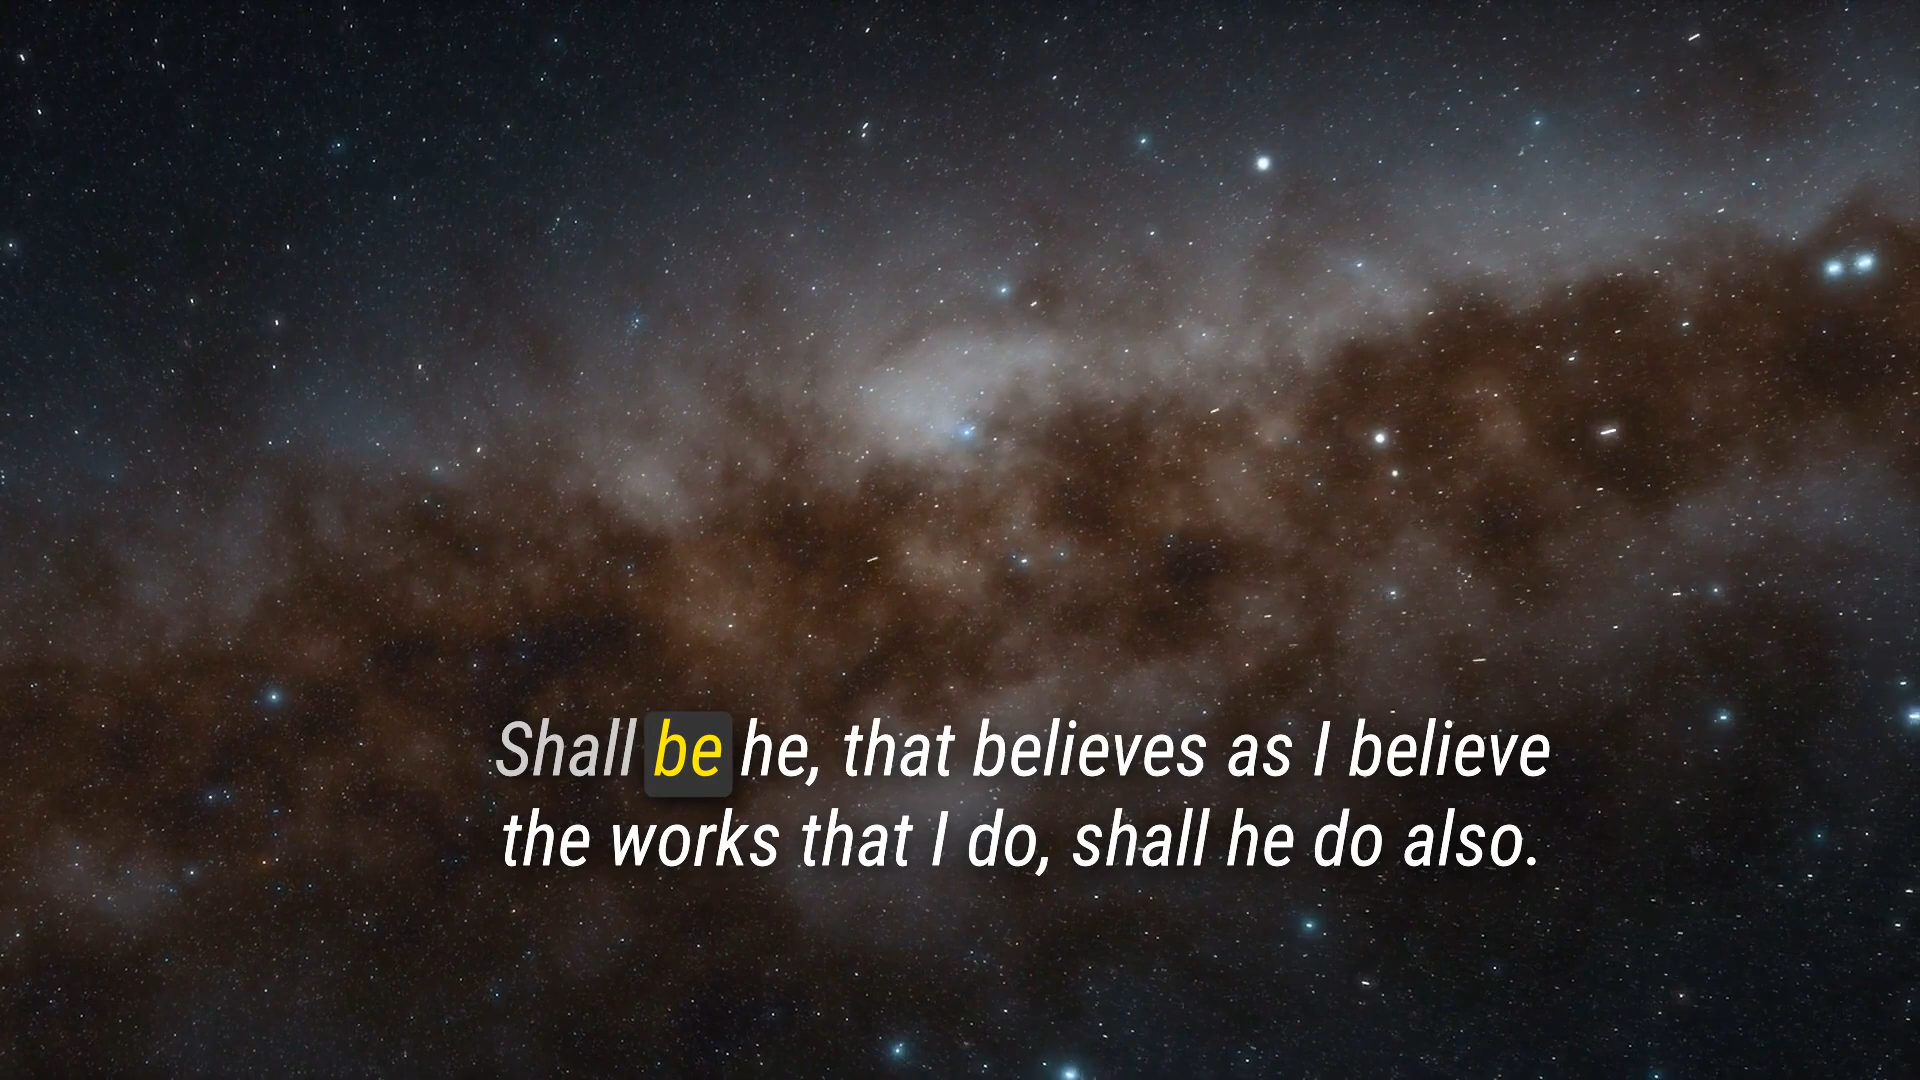 Shall be he, that believes as I believe
the works that I do, shall he do also.